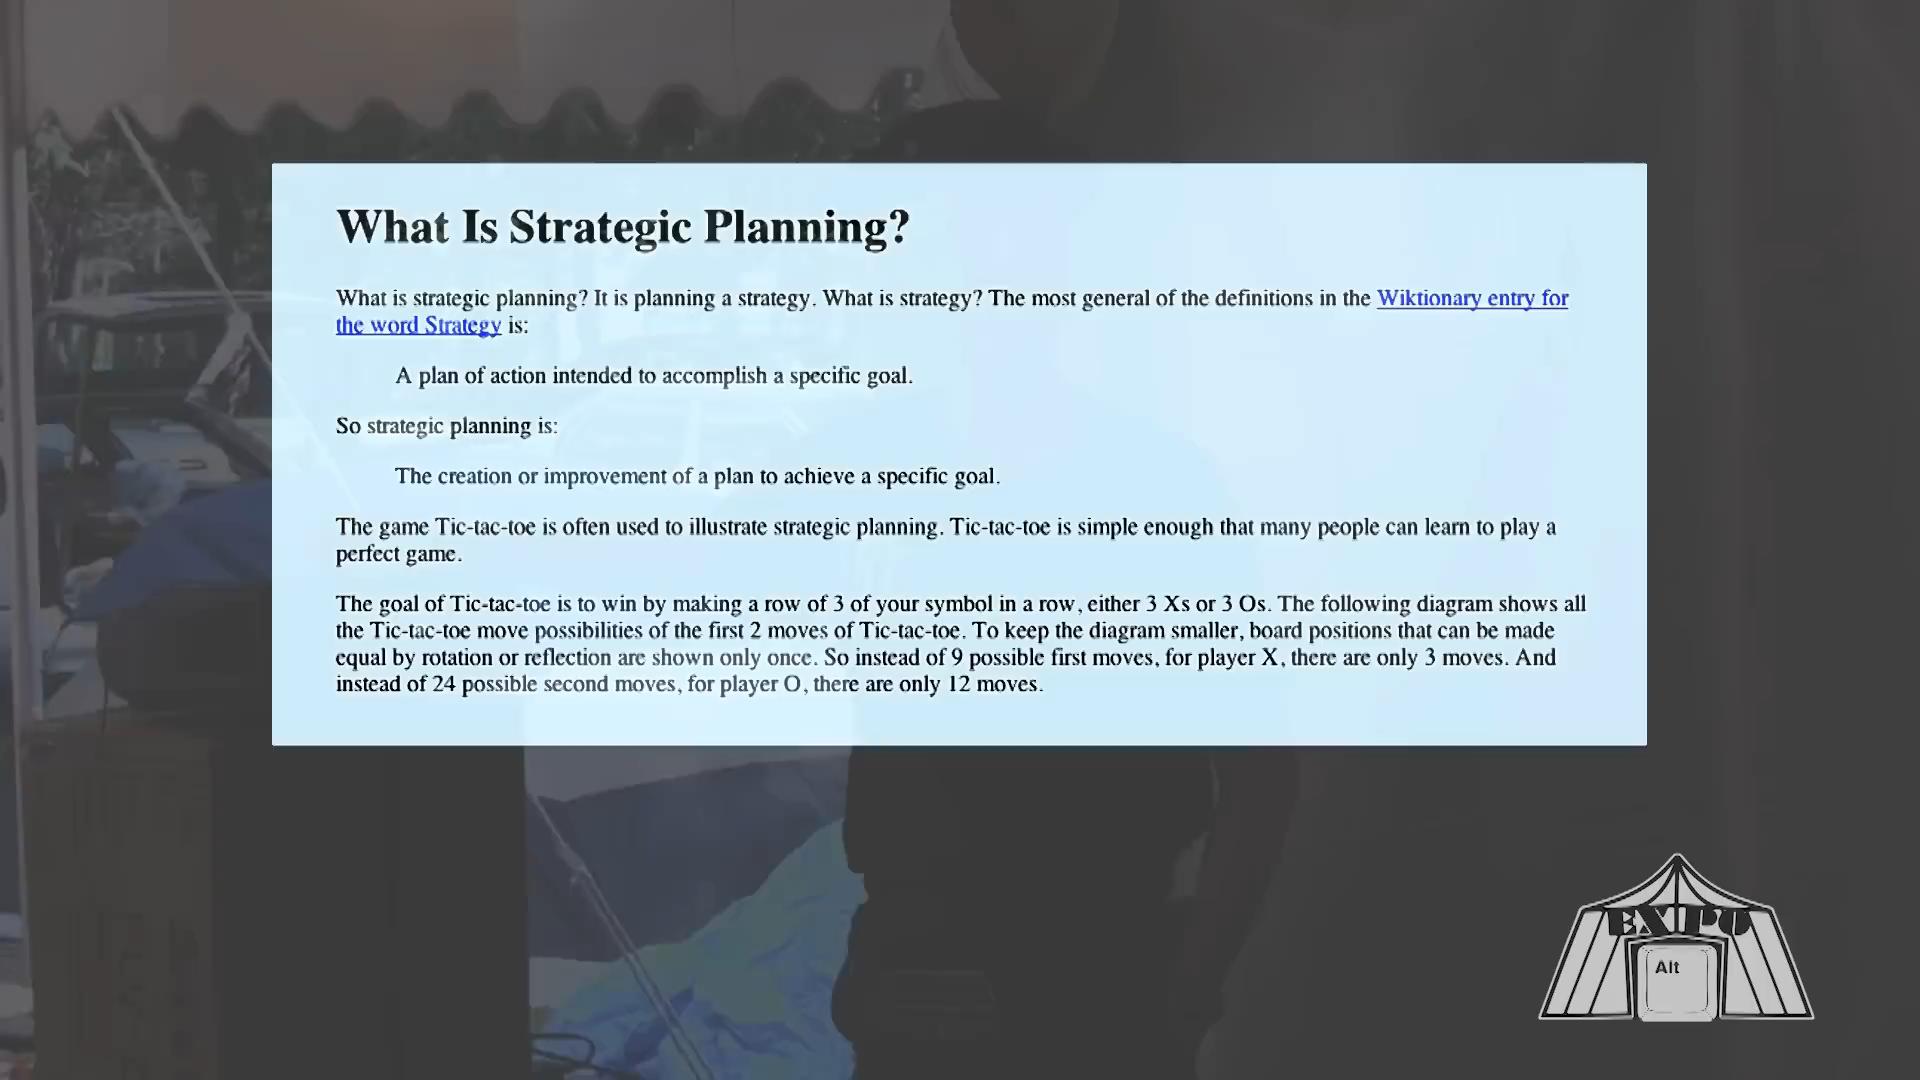 What Is Strategic Planning?
What is strategic planning? It is planning a strategy. What is strategy? The most general of the definitions in the Wiktionary entry for
the word Strategy is:
A plan of action intended to accomplish a specific goal.
So strategic planning is:
The creation or improvement of a plan to achieve a specific goal.
The game Tic-tac-toe is often used to illustrate strategic planning. Tic-tac-toe is simple enough that many people can learn to play a
perfect game.
The goal of Tic-tac-toe is to win by making a row of 3 of your symbol in a row, either 3 Xs or 3 Os. The following diagram shows all
the Tic-tac-toe move possibilities of the first 2 moves of Tic-tac-toe. To keep the diagram smaller, board positions that can be made
equal by rotation or reflection are shown only once. So instead of 9 possible first moves, for player X, there are only 3 moves. And
instead of 24 possible second moves, for player O, there are only 12 moves.
EXPO
Alt